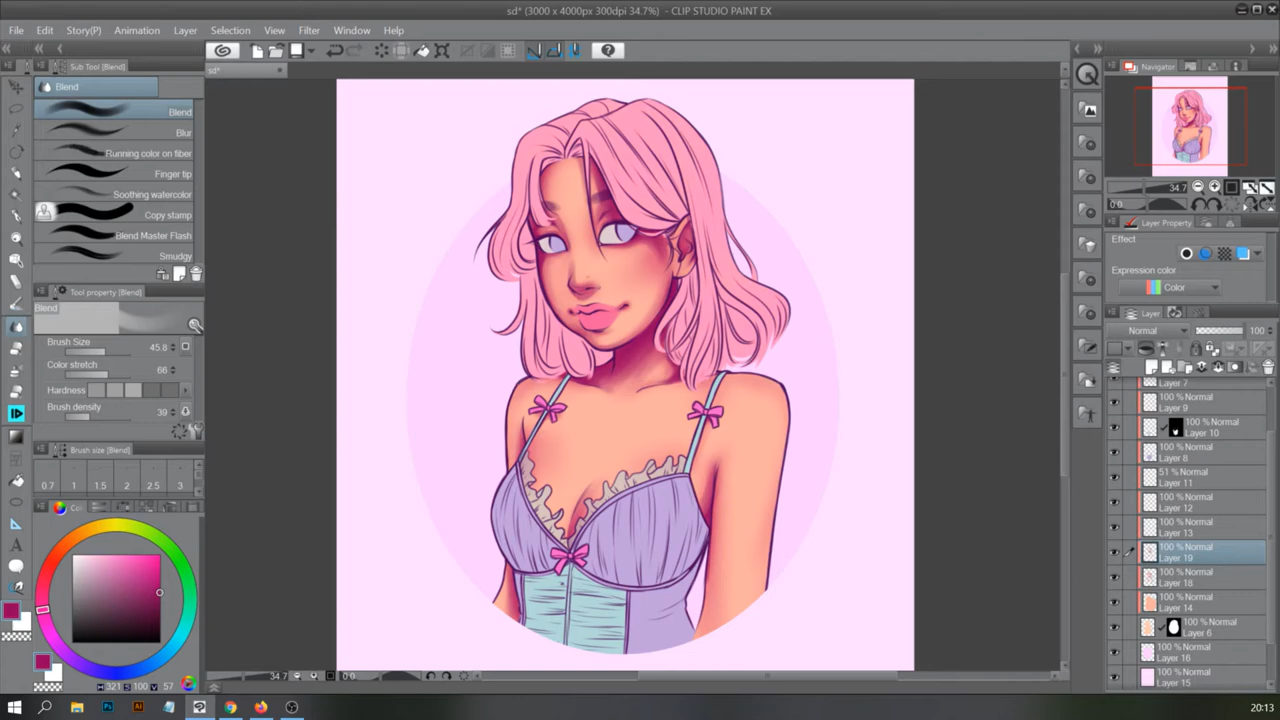 sd* (3000 x 4000px 300dpi 34.7%) - CLIP STUDIO PAINT EX
File Edit Story(P) Animation Layer Selection View Filter Window Help
sd*
Sub Tool [Blend]
Blend
Blend
Blur
Running color on fiber
Finger tip
Soothing watercolor
Copy stamp
Blend Master Flash
Smudgy
Tool property [Blend]
Blend
Brush Size 45.8
Color stretch 66
Hardness
Brush density 39
Brush size [Blend]
0.7 1 1.5 2 2.5 3
H 321 S 100 V 57
34.7 0.0
Navigator
34.7
0.0
Layer Property
Effect
Expression color
Color
Layer
Normal 100
Layer 7
100 % Normal
Layer 9
100 % Normal
Layer 10
100 % Normal
Layer 8
51 % Normal
Layer 11
100 % Normal
Layer 12
100 % Normal
Layer 13
100 % Normal
Layer 19
100 % Normal
Layer 18
100 % Normal
Layer 14
100 % Normal
Layer 6
100 % Normal
Layer 16
100 % Normal
Layer 15
Ps
Ai
20:13